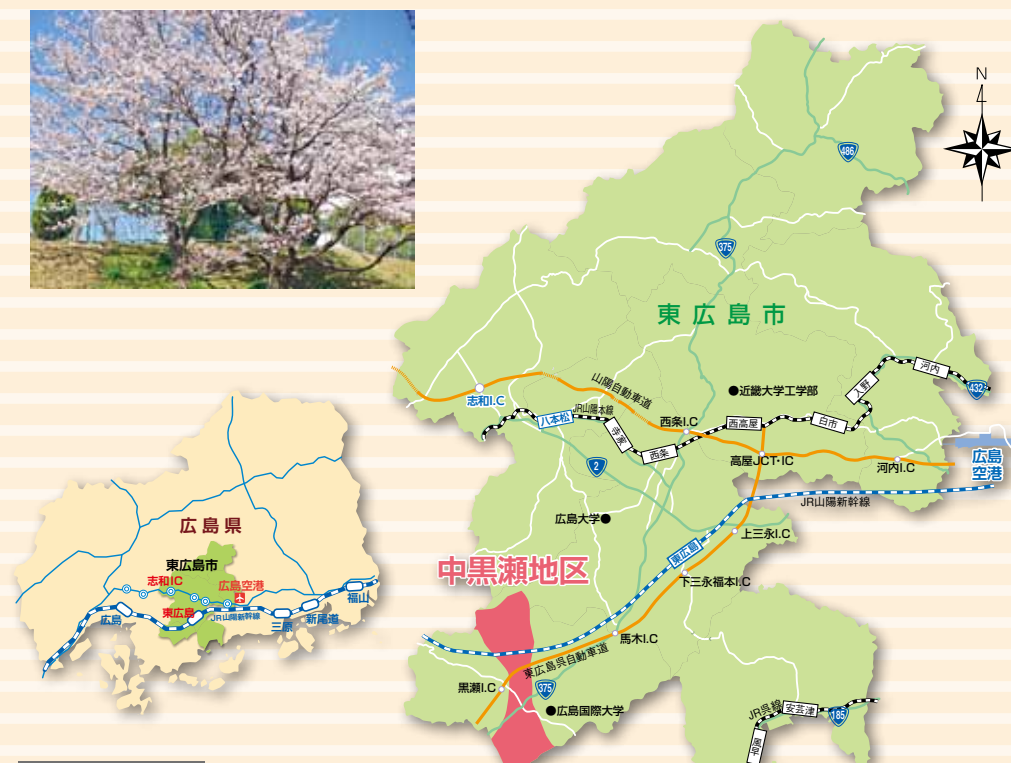 N
486
375
東広島市
山陽自動車道
近畿大学工学部
入野
河内
432
志和I.C
八本松
JR山陽本線
寺家
西条I.C
西条
西高屋
白市
高屋JCT・IC
河内I.C
広島
空港
2
JR山陽新幹線
広島大学
上三永I.C
東広島
中黒瀬地区
下三永福本I.C
馬木I.C
東広島呉自動車道
黒瀬I.C
375
広島国際大学
JR呉線
安芸津
185
風早
広島県
東広島市
志和IC
広島空港
東広島
JR山陽新幹線
広島
三原
新尾道
福山